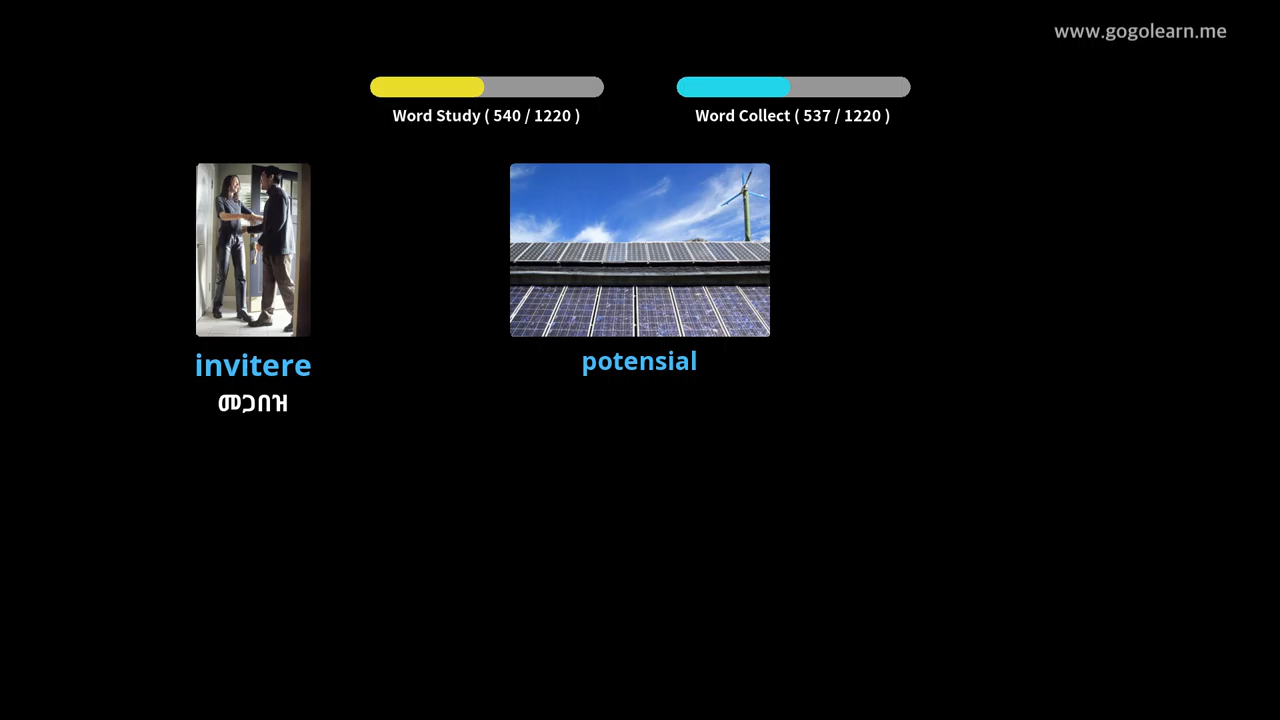 www.gogolearn.me
Word Study ( 540 / 1220 )
Word Collect ( 537 / 1220 )
invitere
መጋበዝ
potensial